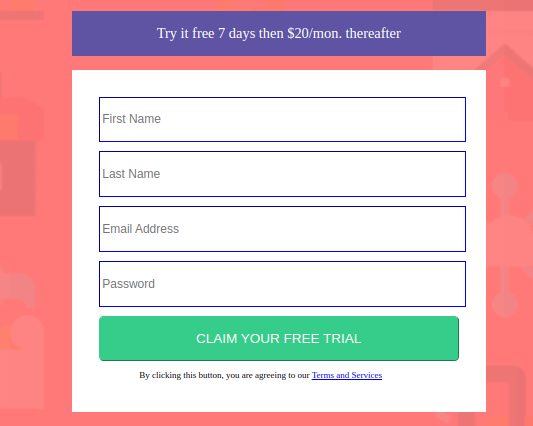 Try it free 7 days then $20/mon. thereafter
First Name
Last Name
Email Address
Password
CLAIM YOUR FREE TRIAL
By clicking this button, you are agreeing to our Terms and Services